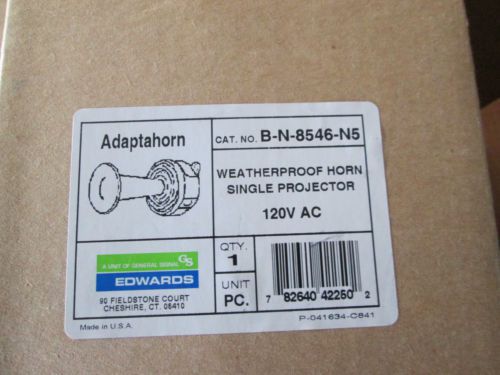 Adaptahorn
CAT. NO. B-N-8546-N5
WEATHERPROOF HORN
SINGLE PROJECTOR
120V AC
A UNIT OF GENERAL SIGNAL GS
EDWARDS
90 FIELDSTONE COURT
CHESHIRE, CT. 06410
QTY.
1
UNIT
PC.
7 82640 42250 2
Made in U.S.A.
P-041634-C841